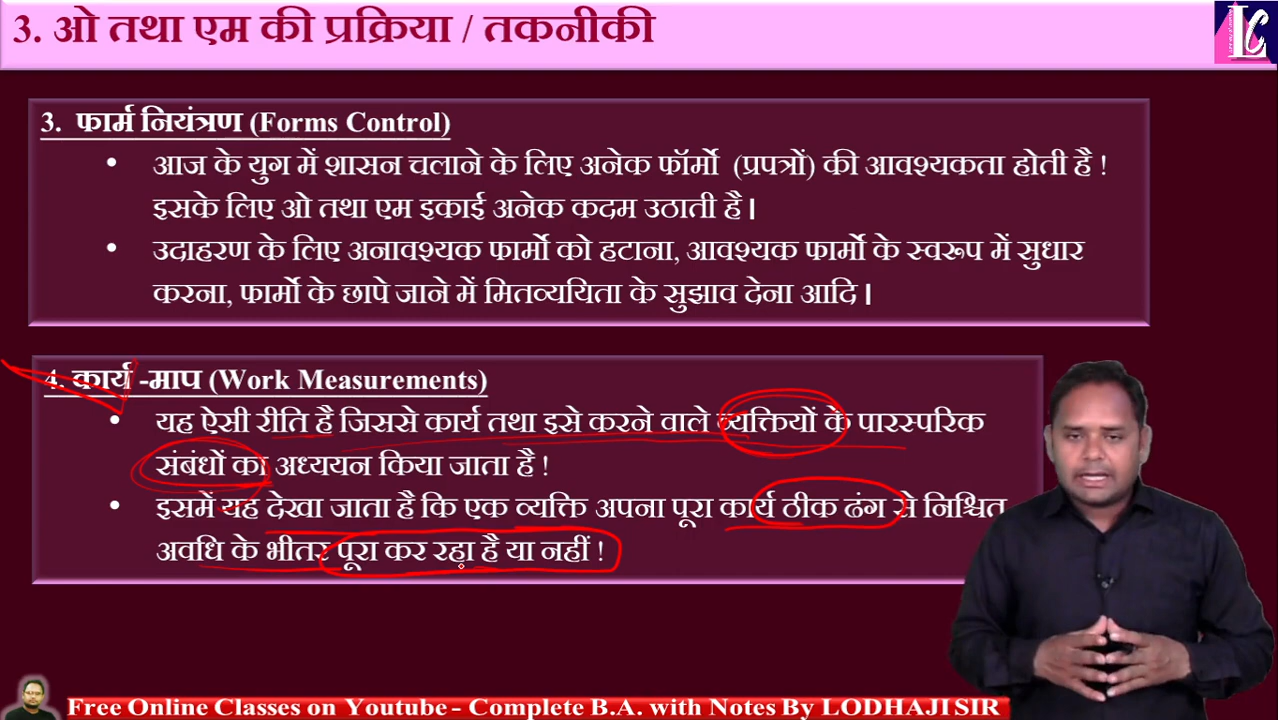 3. ओ तथा एम की प्रक्रिया / तकनीकी
LC
3. फार्म नियंत्रण (Forms Control)
• आज के युग में शासन चलाने के लिए अनेक फॉर्मो (प्रपत्रों) की आवश्यकता होती है !
इसके लिए ओ तथा एम इकाई अनेक कदम उठाती है।
• उदाहरण के लिए अनावश्यक फार्मो को हटाना, आवश्यक फार्मो के स्वरूप में सुधार
करना, फार्मो के छापे जाने में मितव्ययिता के सुझाव देना आदि।
4. कार्य -माप (Work Measurements)
• यह ऐसी रीति है जिससे कार्य तथा इसे करने वाले व्यक्तियों के पारस्परिक
संबंधों का अध्ययन किया जाता है !
• इसमें यह देखा जाता है कि एक व्यक्ति अपना पूरा कार्य ठीक ढंग से निश्चित
अवधि के भीतर पूरा कर रहा है या नहीं !
Free Online Classes on Youtube - Complete B.A. with Notes By LODHAJI SIR